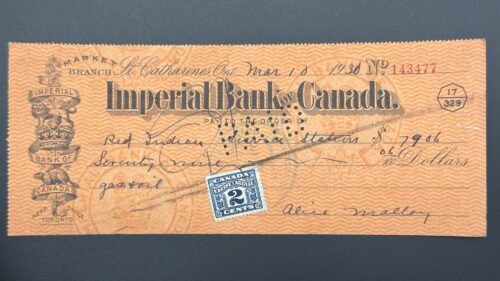 MARKET
BRANCH St. Catharines Ont Mar 10 1930 No. 143477
IMPERIAL
BANK OF
CANADA
HEAD OFFICE
TORONTO
Imperial Bank of Canada.
17
329
PAY TO THE ORDER OF
Red Indian Service Station $79.06
Seventy nine 06/100 Dollars
gas & oil
PAID
CANADA
EXCISE TAX D'ACCISE
2
CENTS
Alice Malloy